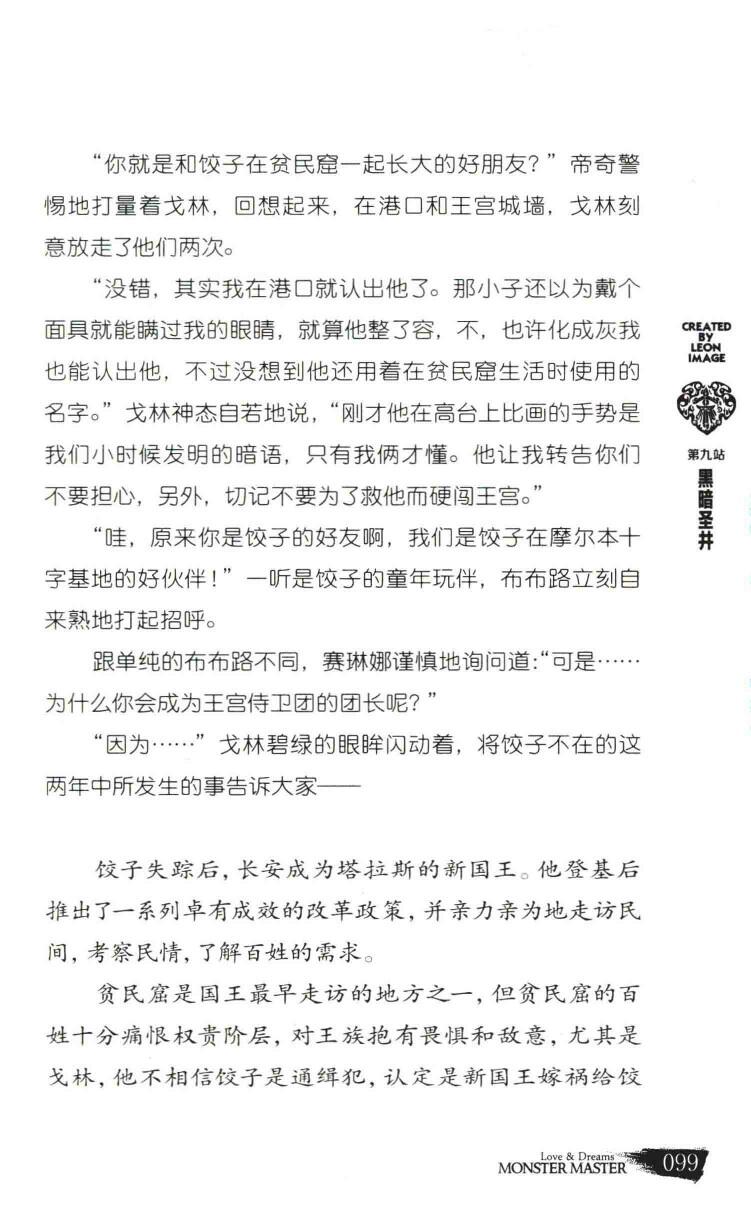 “你就是和饺子在贫民窟一起长大的好朋友？”帝奇警
惕地打量着戈林，回想起来，在港口和王宫城墙，戈林刻
意放走了他们两次。
“没错，其实我在港口就认出他了。那小子还以为戴个
面具就能瞒过我的眼睛，就算他整了容，不，也许化成灰我
也能认出他，不过没想到他还用着在贫民窟生活时使用的
名字。”戈林神态自若地说，“刚才他在高台上比画的手势是
我们小时候发明的暗语，只有我俩才懂。他让我转告你们
不要担心，另外，切记不要为了救他而硬闯王宫。”
“哇，原来你是饺子的好友啊，我们是饺子在摩尔本十
字基地的好伙伴！”一听是饺子的童年玩伴，布布路立刻自
来熟地打起招呼。
跟单纯的布布路不同，赛琳娜谨慎地询问道：“可是……
为什么你会成为王宫侍卫团的团长呢？”
“因为……”戈林碧绿的眼眸闪动着，将饺子不在的这
两年中所发生的事告诉大家——
饺子失踪后，长安成为塔拉斯的新国王。他登基后
推出了一系列卓有成效的改革政策，并亲力亲为地走访民
间，考察民情，了解百姓的需求。
贫民窟是国王最早走访的地方之一，但贫民窟的百
姓十分痛恨权贵阶层，对王族抱有畏惧和敌意，尤其是
戈林，他不相信饺子是通缉犯，认定是新国王嫁祸给饺
CREATED
BY
LEON
IMAGE
第九站
黑暗圣井
Love & Dreams
MONSTER MASTER
099